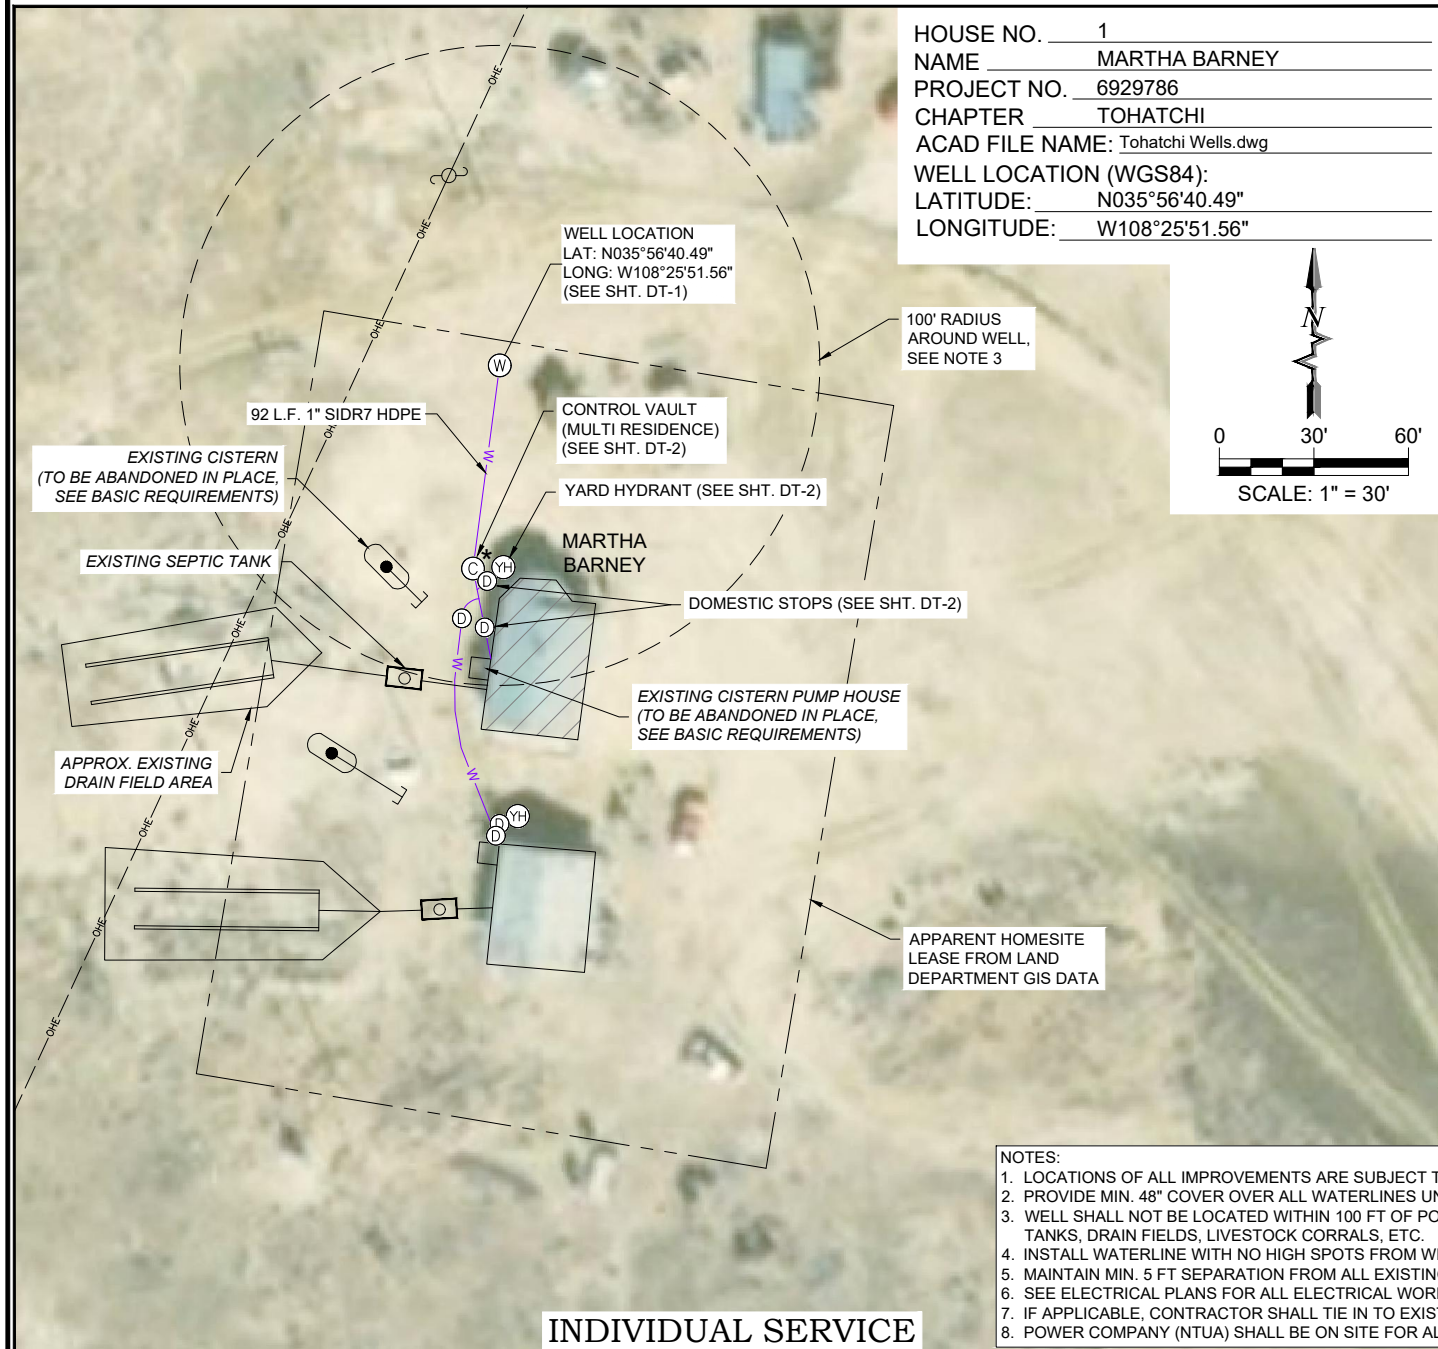 HOUSE NO. 1
NAME MARTHA BARNEY
PROJECT NO. 6929786
CHAPTER TOHATCHI
ACAD FILE NAME: Tohatchi Wells.dwg
WELL LOCATION (WGS84):
LATITUDE: N035°56'40.49"
LONGITUDE: W108°25'51.56"
N
0 30' 60'
SCALE: 1" = 30'
OHE
OHE
OHE
OHE
OHE
OHE
OHE
OHE
OHE
OHE
WELL LOCATION
LAT: N035°56'40.49"
LONG: W108°25'51.56"
(SEE SHT. DT-1)
100' RADIUS
AROUND WELL,
SEE NOTE 3
W
92 L.F. 1" SIDR7 HDPE
CONTROL VAULT
(MULTI RESIDENCE)
(SEE SHT. DT-2)
EXISTING CISTERN
(TO BE ABANDONED IN PLACE,
SEE BASIC REQUIREMENTS)
W
YARD HYDRANT (SEE SHT. DT-2)
EXISTING SEPTIC TANK
MARTHA
BARNEY
*
C
YH
D
DOMESTIC STOPS (SEE SHT. DT-2)
D
D
W
EXISTING CISTERN PUMP HOUSE
(TO BE ABANDONED IN PLACE,
SEE BASIC REQUIREMENTS)
APPROX. EXISTING
DRAIN FIELD AREA
W
YH
D
D
APPARENT HOMESITE
LEASE FROM LAND
DEPARTMENT GIS DATA
NOTES:
1. LOCATIONS OF ALL IMPROVEMENTS ARE SUBJECT
2. PROVIDE MIN. 48" COVER OVER ALL WATERLINES
3. WELL SHALL NOT BE LOCATED WITHIN 100 FT OF
TANKS, DRAIN FIELDS, LIVESTOCK CORRALS, ETC.
4. INSTALL WATERLINE WITH NO HIGH SPOTS FROM
5. MAINTAIN MIN. 5 FT SEPARATION FROM ALL
6. SEE ELECTRICAL PLANS FOR ALL ELECTRICAL
7. IF APPLICABLE, CONTRACTOR SHALL TIE IN TO
8. POWER COMPANY (NTUA) SHALL BE ON SITE FOR
INDIVIDUAL SERVICE